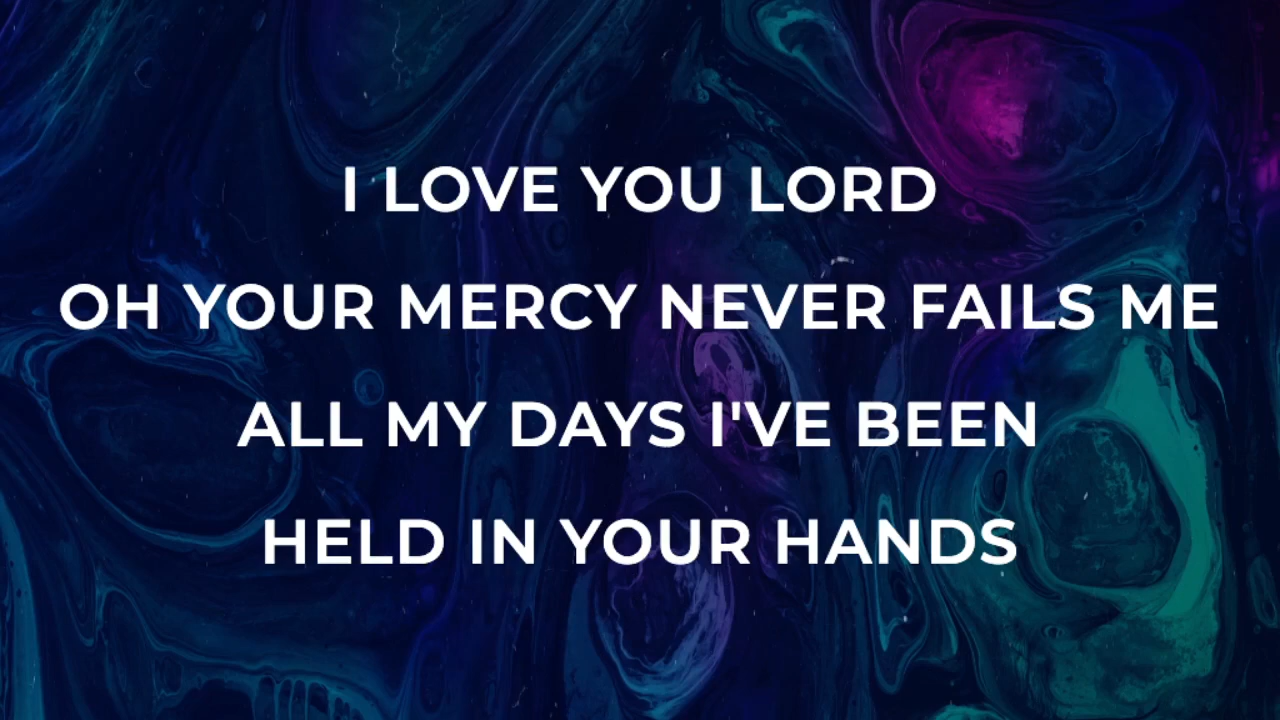 I LOVE YOU LORD
OH YOUR MERCY NEVER FAILS ME
ALL MY DAYS I'VE BEEN
HELD IN YOUR HANDS